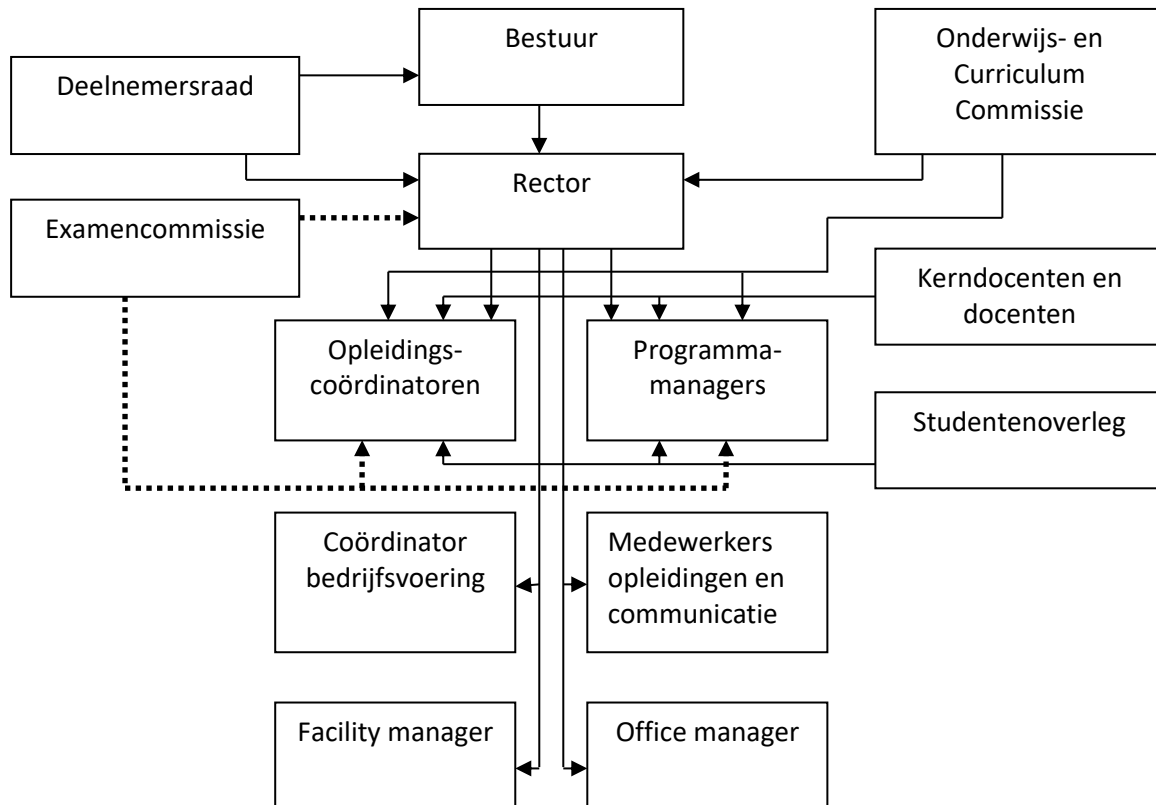 Bestuur
Onderwijs- en
Curriculum
Commissie
Deelnemersraad
Rector
Examencommissie
Kerndocenten en
docenten
Opleidings-
coördinatoren
Programma-
managers
Studentenoverleg
Coördinator
bedrijfsvoering
Medewerkers
opleidingen en
communicatie
Facility manager
Office manager